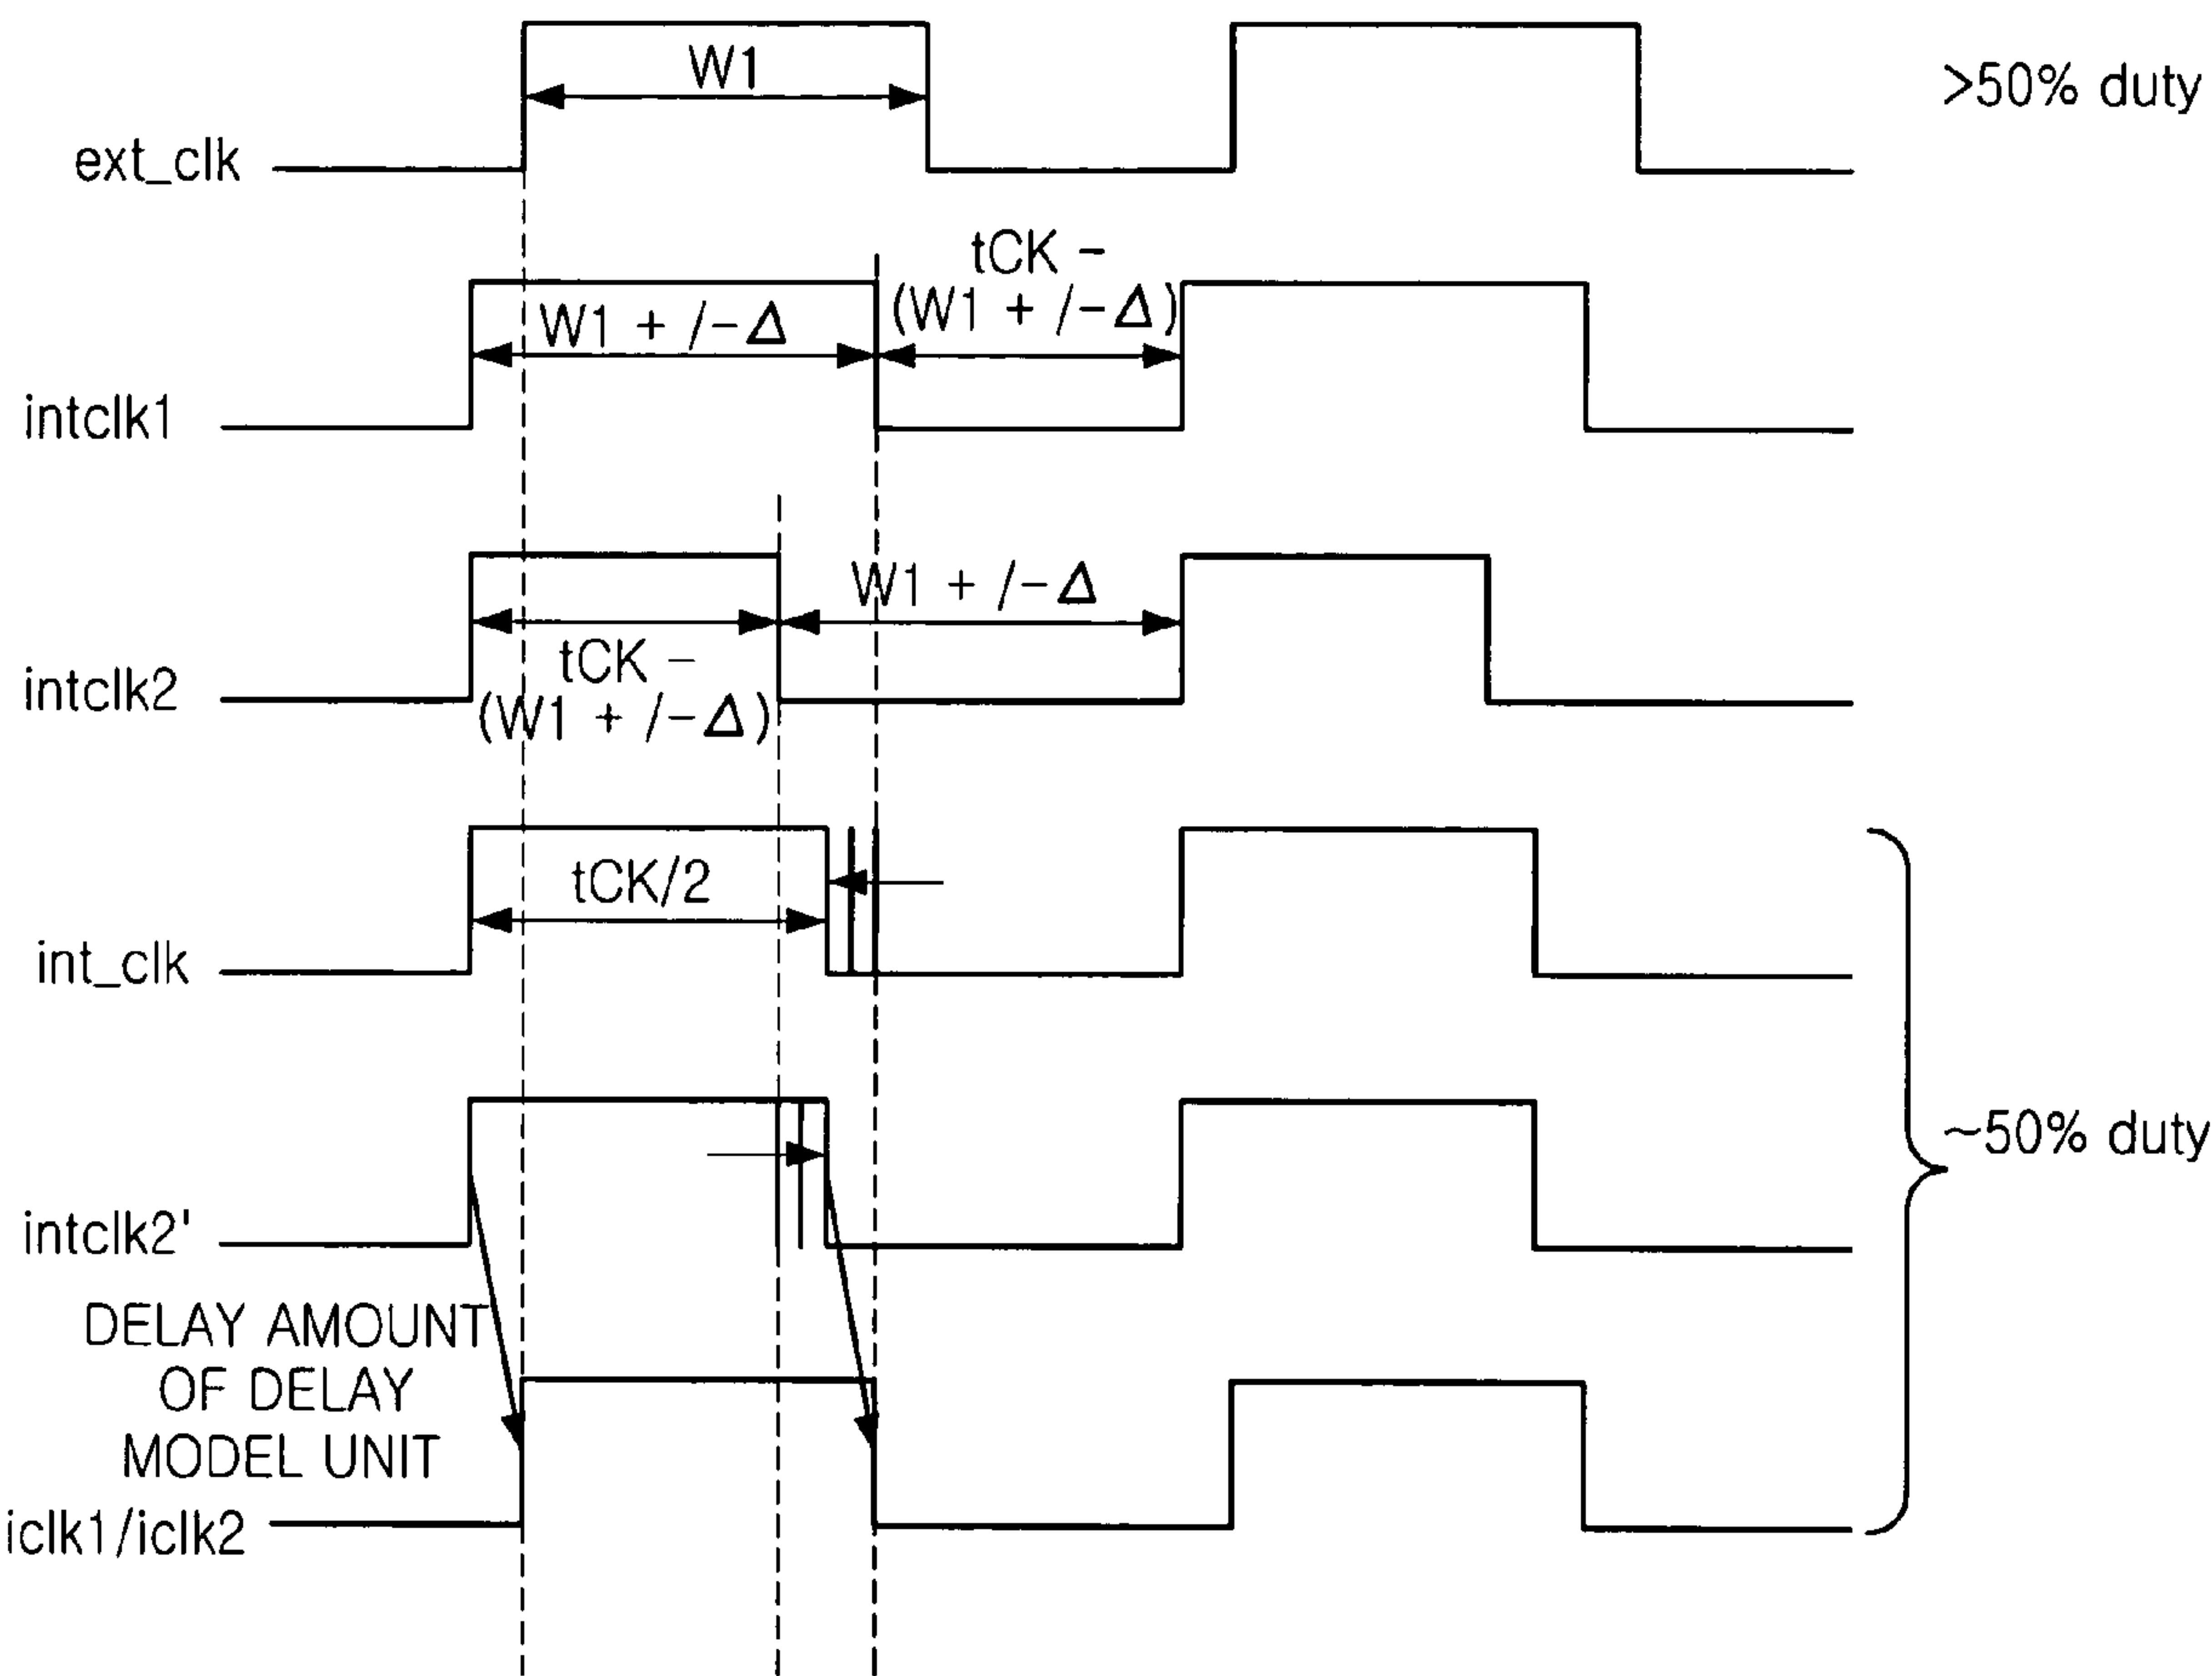 W1
>50% duty
ext_clk
tCK –
(W1 + /–Δ)
W1 + /–Δ
intclk1
W1 + /–Δ
tCK –
(W1 + /–Δ)
intclk2
tCK/2
int_clk
~50% duty
intclk2'
DELAY AMOUNT
OF DELAY
MODEL UNIT
iclk1/iclk2